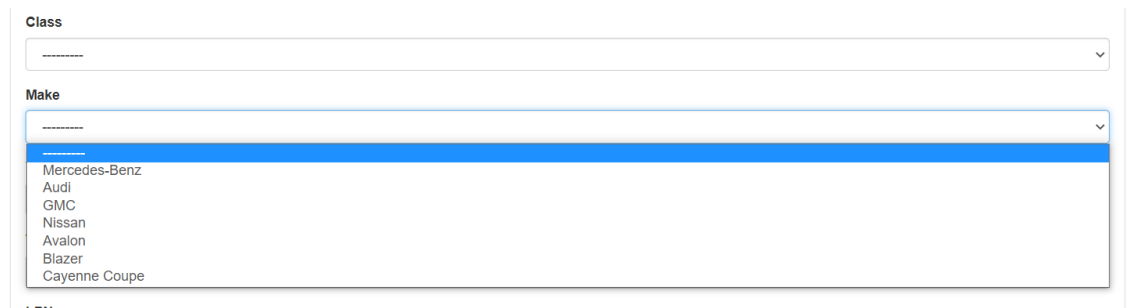 Class
---------
Make
---------
---------
Mercedes-Benz
Audi
GMC
Nissan
Avalon
Blazer
Cayenne Coupe